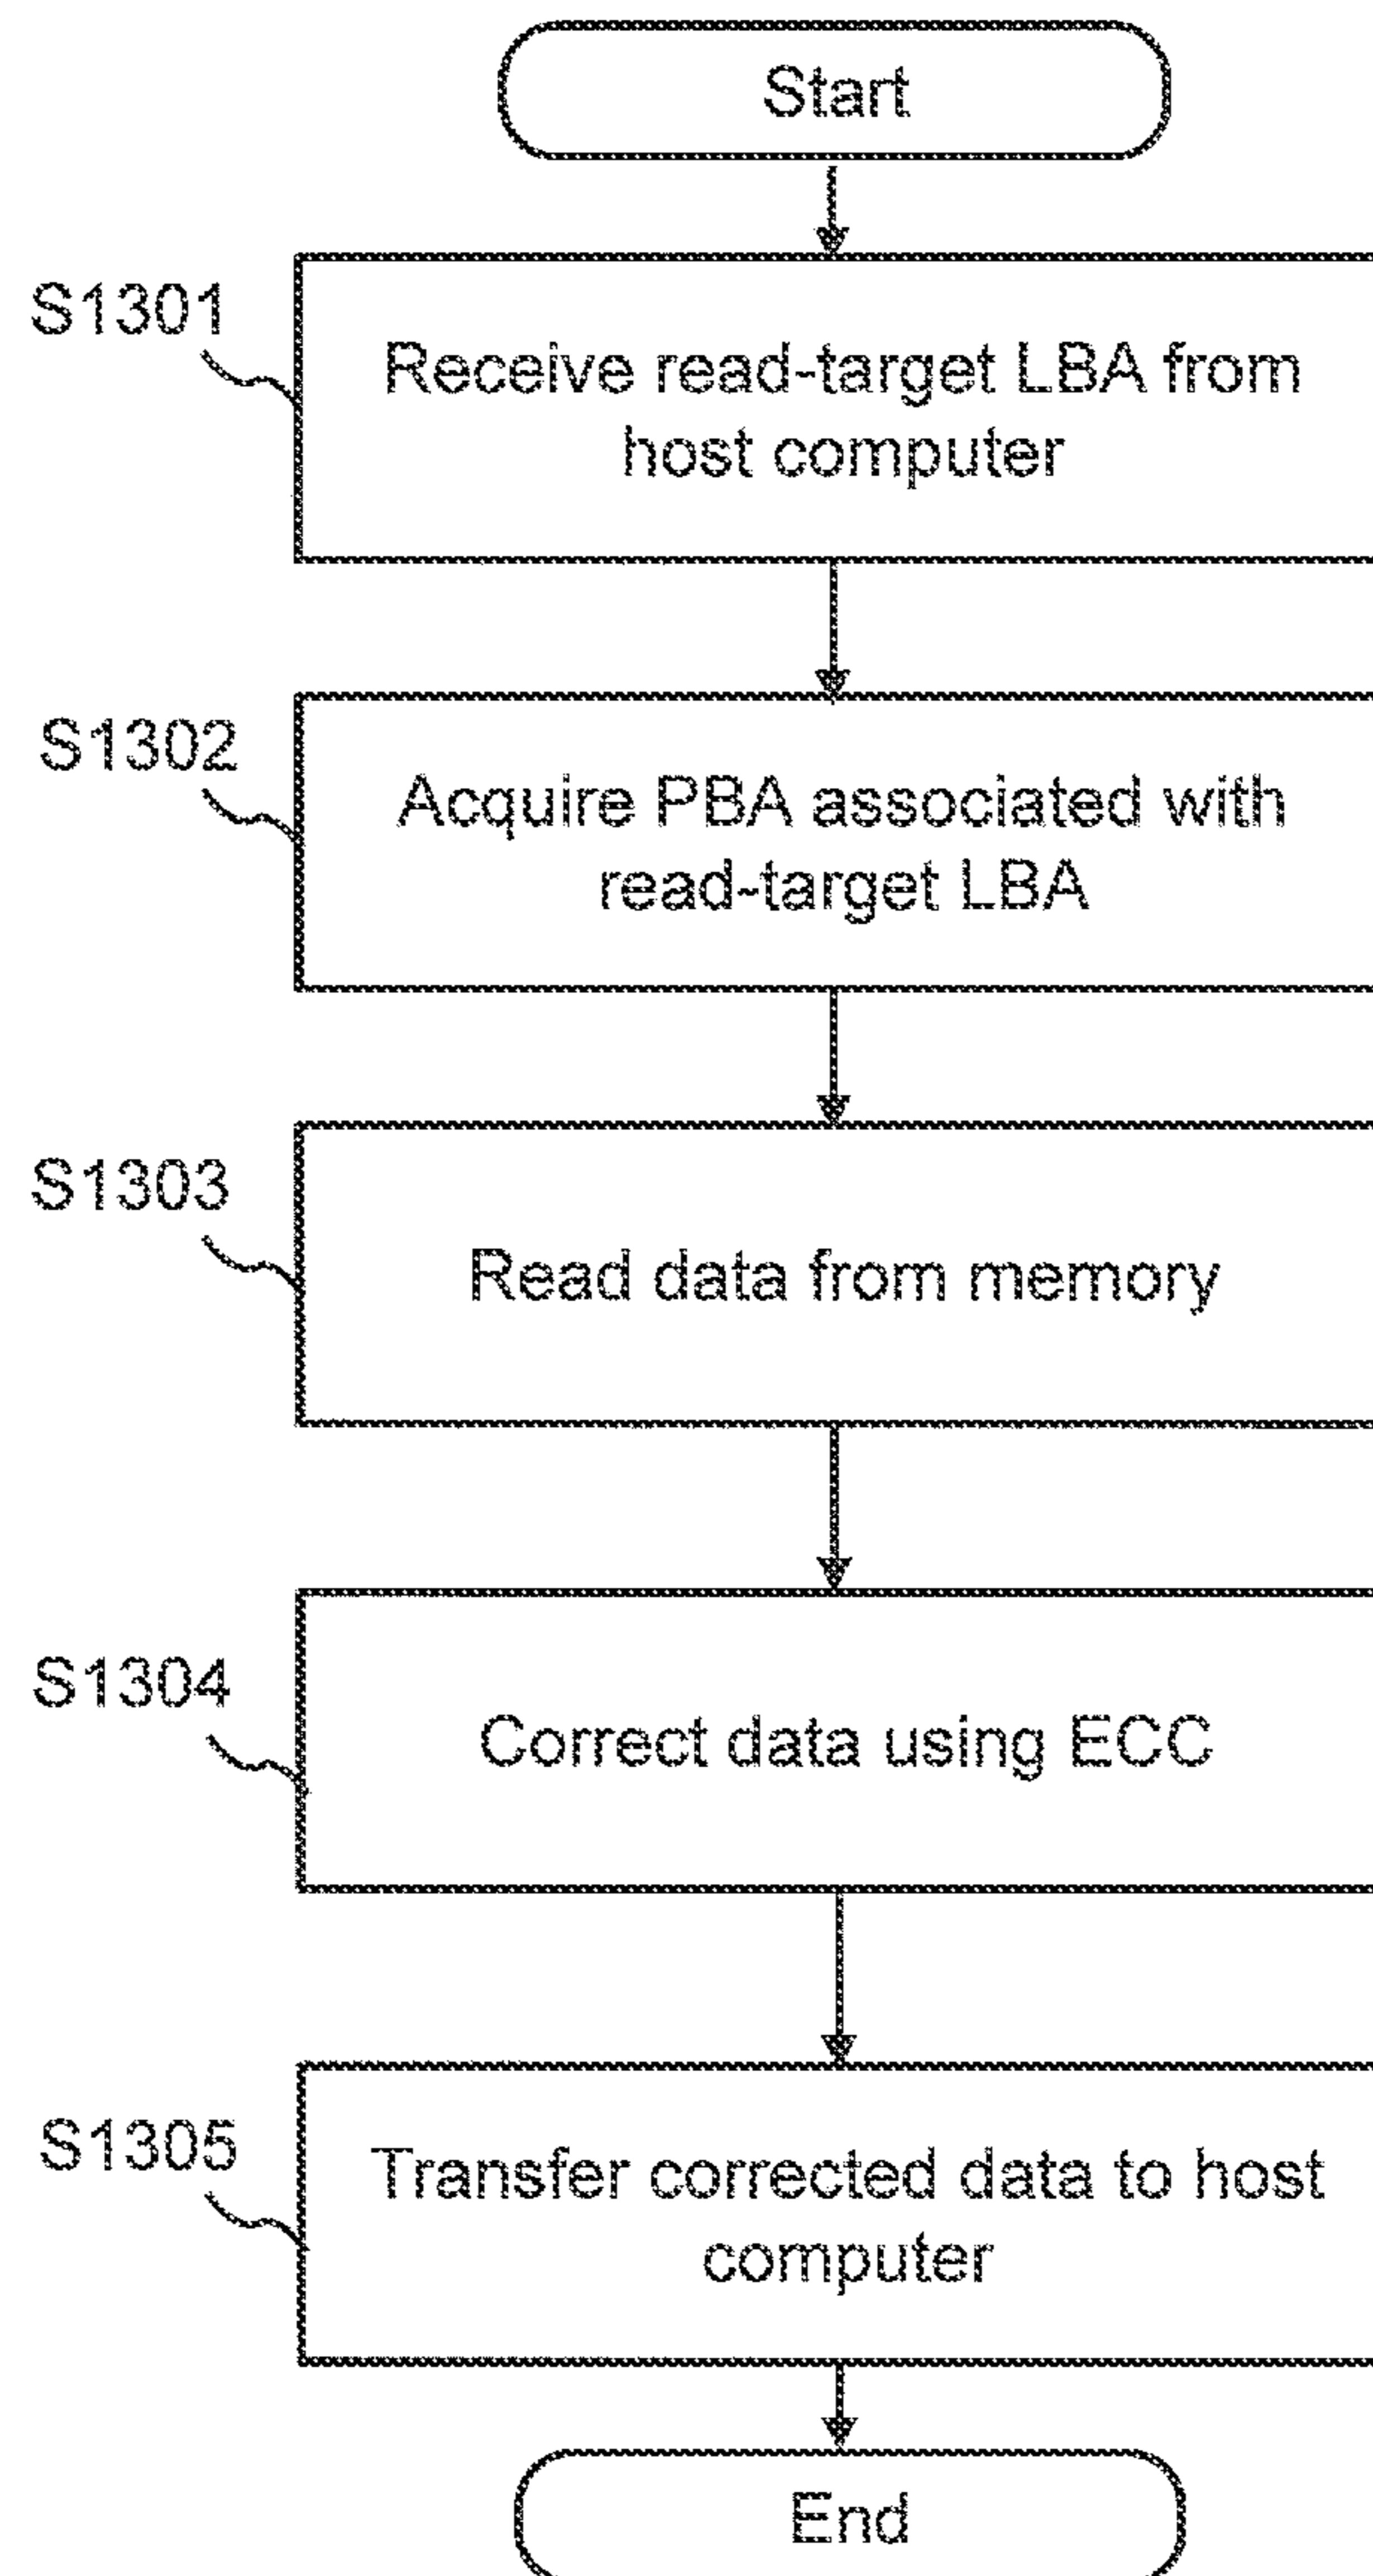 Start
S1301
Receive read-target LBA from
host computer
S1302
Acquire PBA associated with
read-target LBA
S1303
Read data from memory
S1304
Correct data using ECC
S1305
Transfer corrected data to host
computer
End